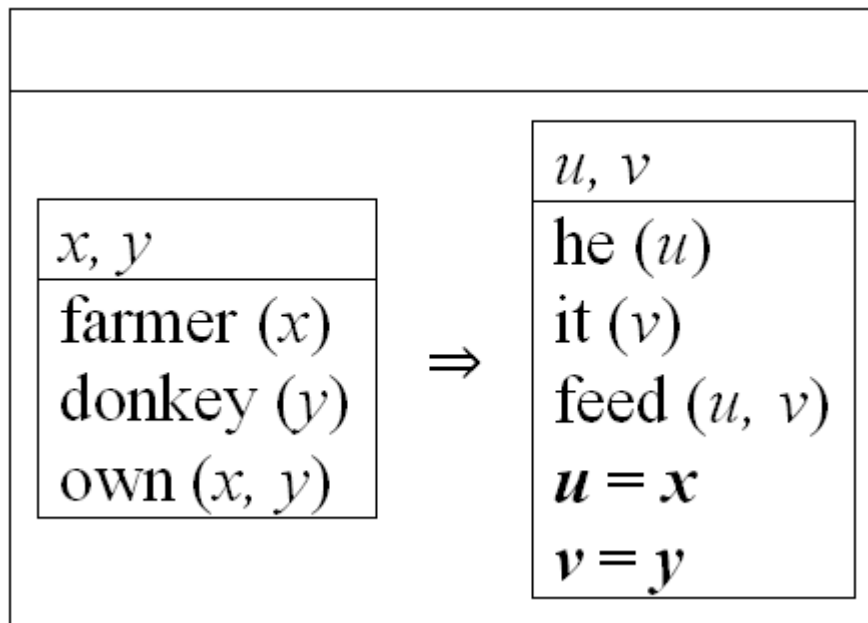 x, y
farmer (x)
donkey (y)
own (x, y)
⇒
u, v
he (u)
it (v)
feed (u, v)
u = x
v = y